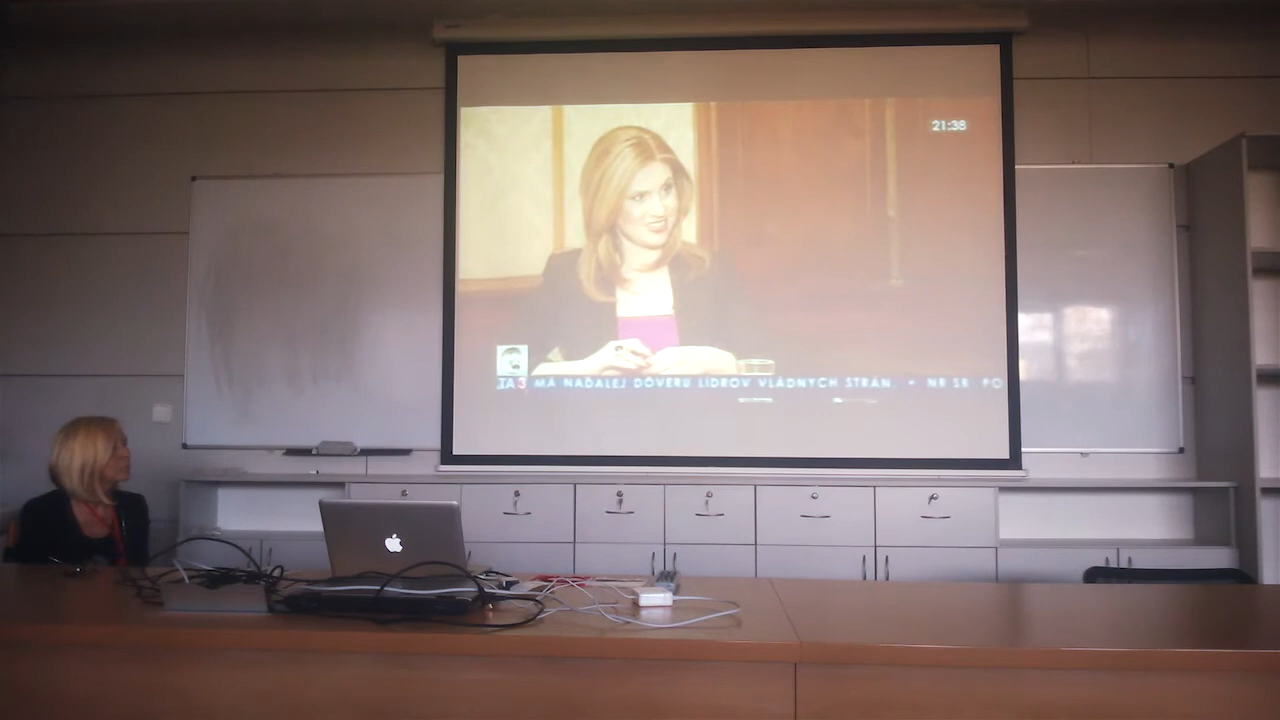 21:38
TA3 MÁ NAĎALEJ DÔVERU LÍDROV VLÁDNYCH STRÁN. • NR SR PO